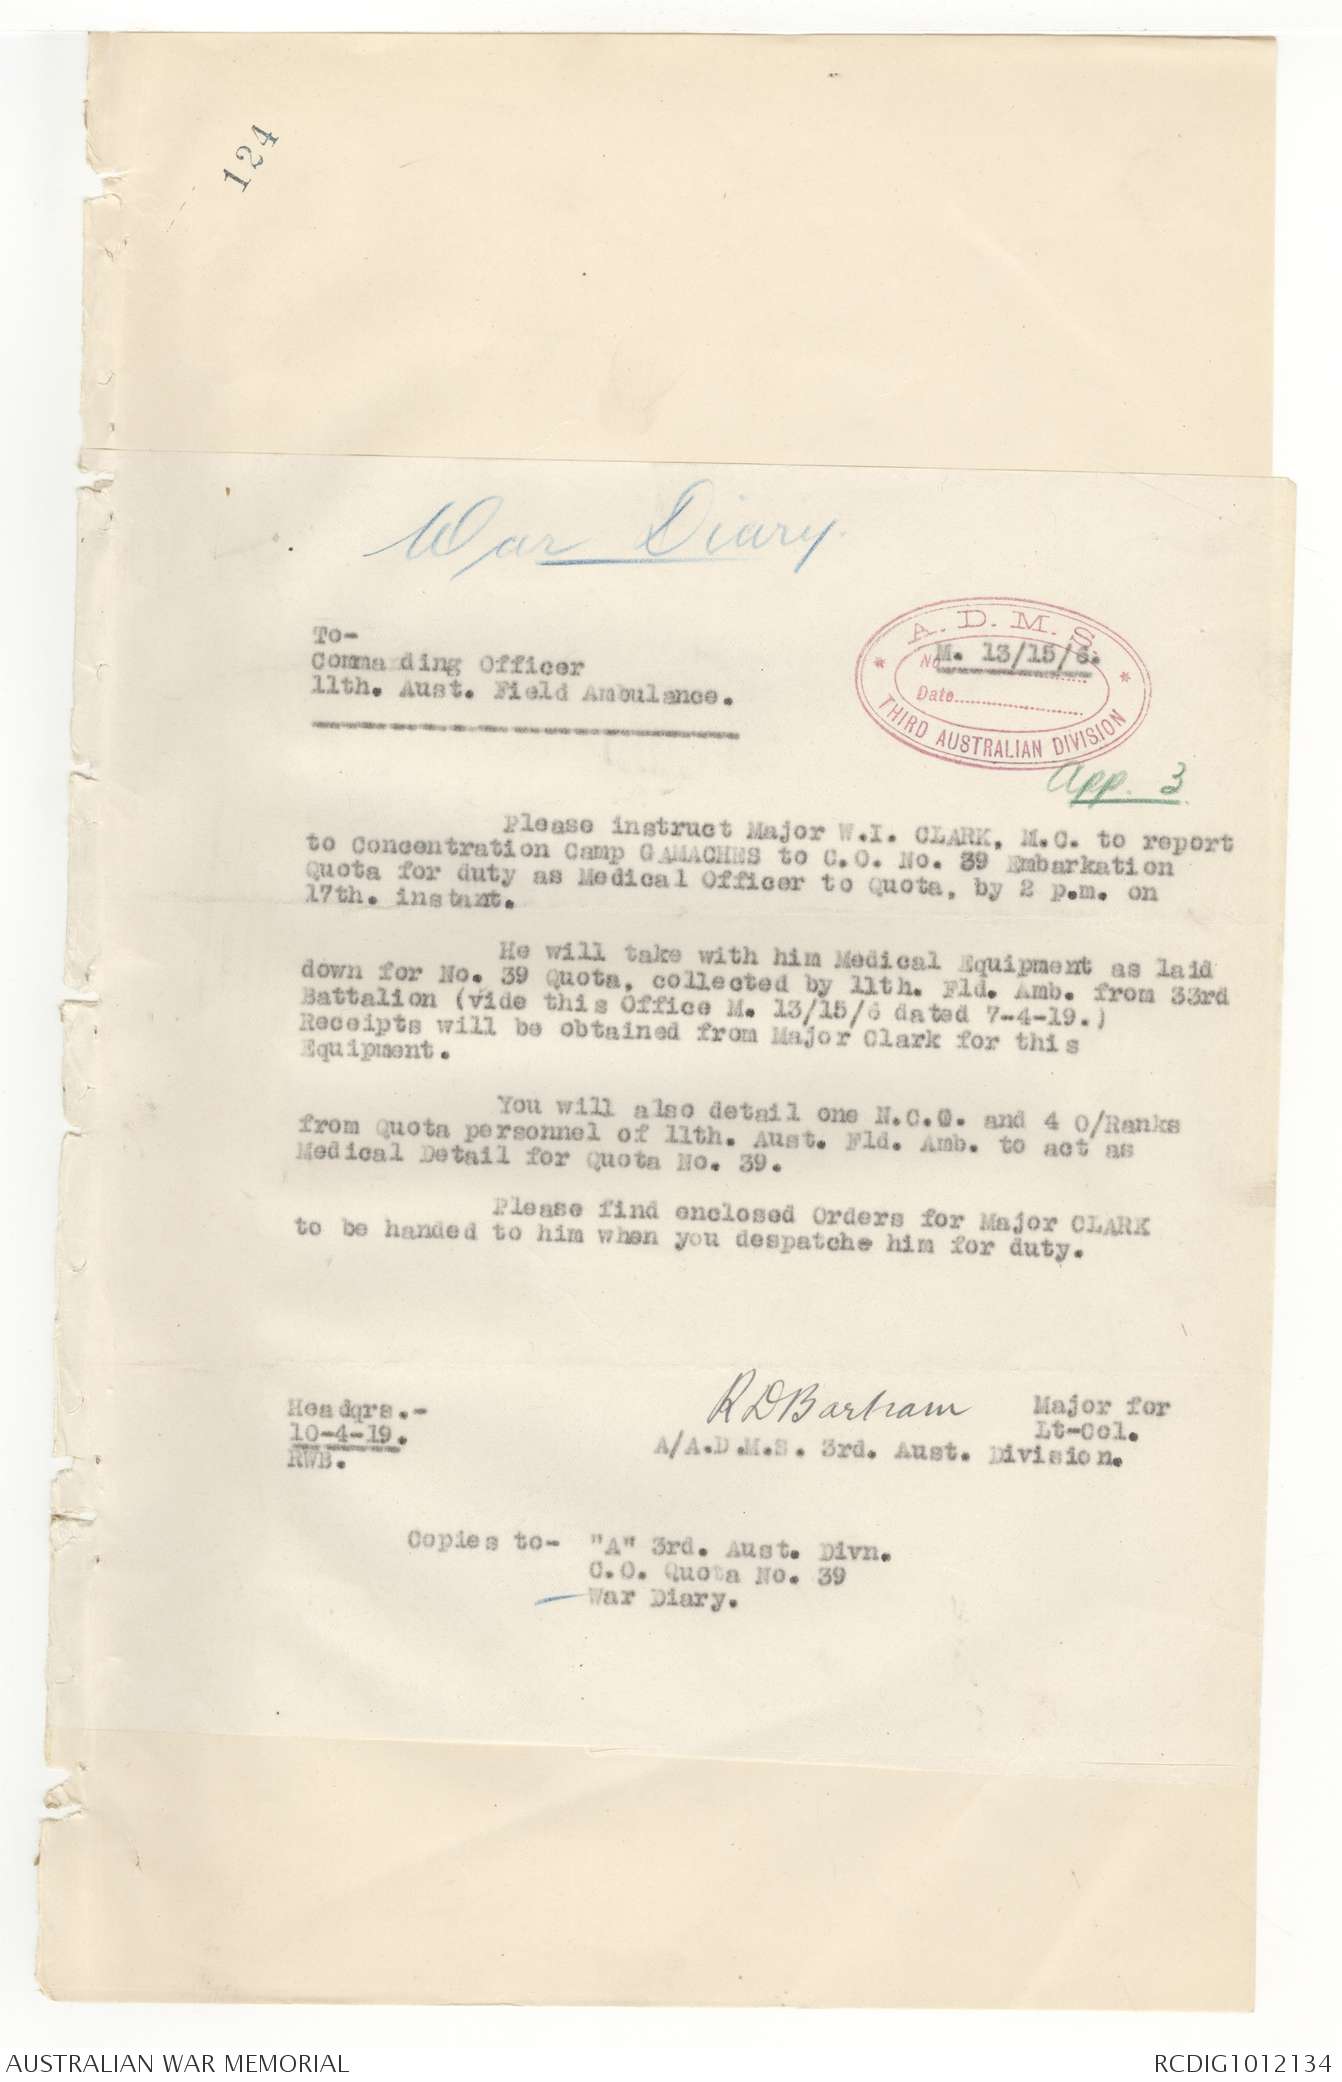 124
War Diary.
To-
Commanding Officer
11th. Aust. Field Ambulance.
A. D. M. S.
No. M. 13/15/6.
Date
THIRD AUSTRALIAN DIVISION
App. 3.
Please instruct Major W.I. CLARK, M.C. to report
to Concentration Camp GAMACHES to C.O. No. 39 Embarkation
Quota for duty as Medical Officer to Quota, by 2 p.m. on
17th. instant.
He will take with him Medical Equipment as laid
down for No. 39 Quota, collected by 11th. Fld. Amb. from 33rd
Battalion (vide this Office M. 13/15/6 dated 7-4-19.)
Receipts will be obtained from Major Clark for this
Equipment.
You will also detail one N.C.O. and 4 O/Ranks
from Quota personnel of 11th. Aust. Fld. Amb. to act as
Medical Detail for Quota No. 39.
Please find enclosed Orders for Major CLARK
to be handed to him when you despatche him for duty.
Headqrs.-
10-4-19.
RWB.
R D Bartram Major for
Lt-Col.
A/A.D.M.S. 3rd. Aust. Division.
Copies to- "A" 3rd. Aust. Divn.
C.O. Quota No. 39
War Diary.
AUSTRALIAN WAR MEMORIAL
RCDIG1012134